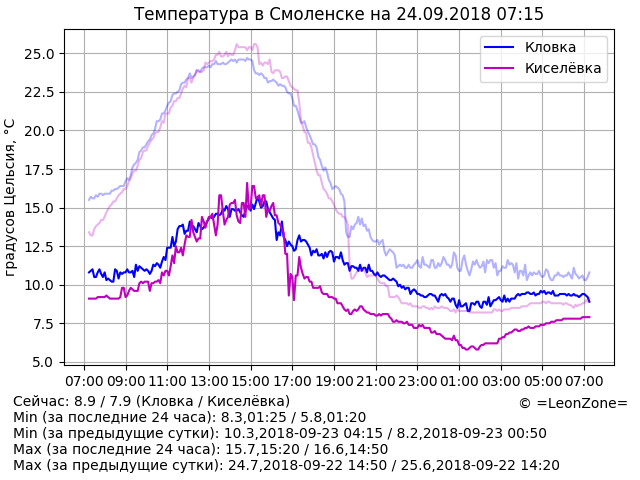 Температура в Смоленске на 24.09.2018 07:15
градусов Цельсия, °C
25.0
22.5
20.0
17.5
15.0
12.5
10.0
7.5
5.0
Кловка
Киселёвка
07:00 09:00 11:00 13:00 15:00 17:00 19:00 21:00 23:00 01:00 03:00 05:00 07:00
Сейчас: 8.9 / 7.9 (Кловка / Киселёвка)
© =LeonZone=
Min (за последние 24 часа): 8.3,01:25 / 5.8,01:20
Min (за предыдущие сутки): 10.3,2018-09-23 04:15 / 8.2,2018-09-23 00:50
Max (за последние 24 часа): 15.7,15:20 / 16.6,14:50
Max (за предыдущие сутки): 24.7,2018-09-22 14:50 / 25.6,2018-09-22 14:20